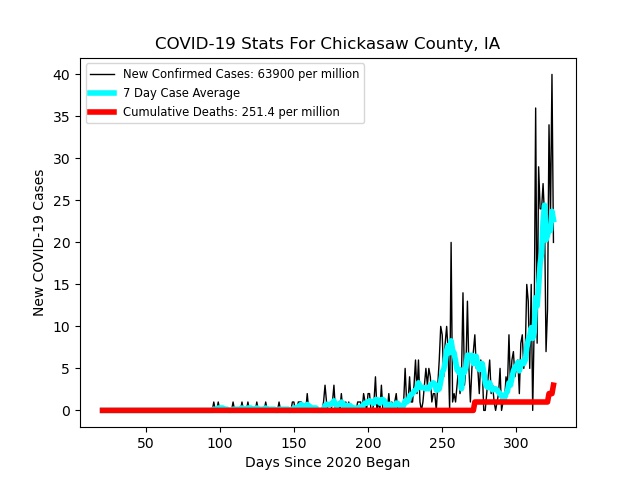 COVID-19 Stats For Chickasaw County, IA
New Confirmed Cases: 63900 per million
7 Day Case Average
Cumulative Deaths: 251.4 per million
New COVID-19 Cases
40
35
30
25
20
15
10
5
0
50 100 150 200 250 300
Days Since 2020 Began